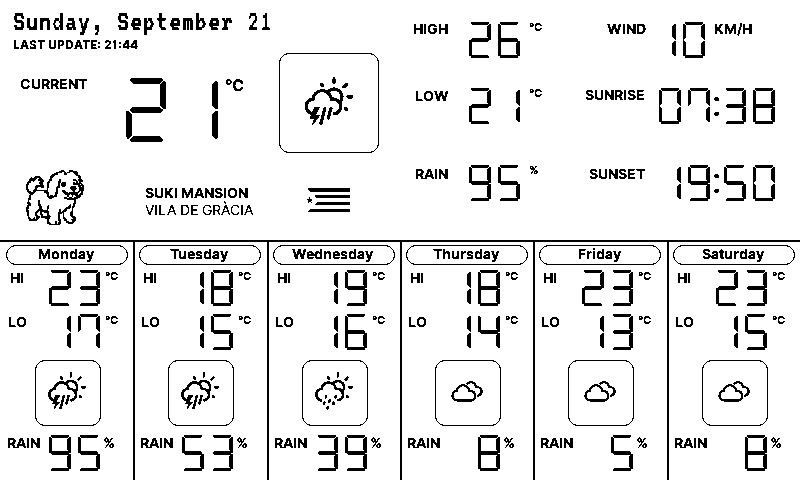 Sunday, September 21
LAST UPDATE: 21:44
CURRENT 21 °C
HIGH 26 °C
WIND 10 KM/H
LOW 21 °C
SUNRISE 07:38
RAIN 95 %
SUNSET 19:50
SUKI MANSION
VILA DE GRÀCIA
Monday
HI 23 °C
LO 17 °C
RAIN 95 %
Tuesday
HI 18 °C
LO 15 °C
RAIN 53 %
Wednesday
HI 19 °C
LO 16 °C
RAIN 39 %
Thursday
HI 18 °C
LO 14 °C
RAIN 8 %
Friday
HI 23 °C
LO 13 °C
RAIN 5 %
Saturday
HI 23 °C
LO 15 °C
RAIN 8 %